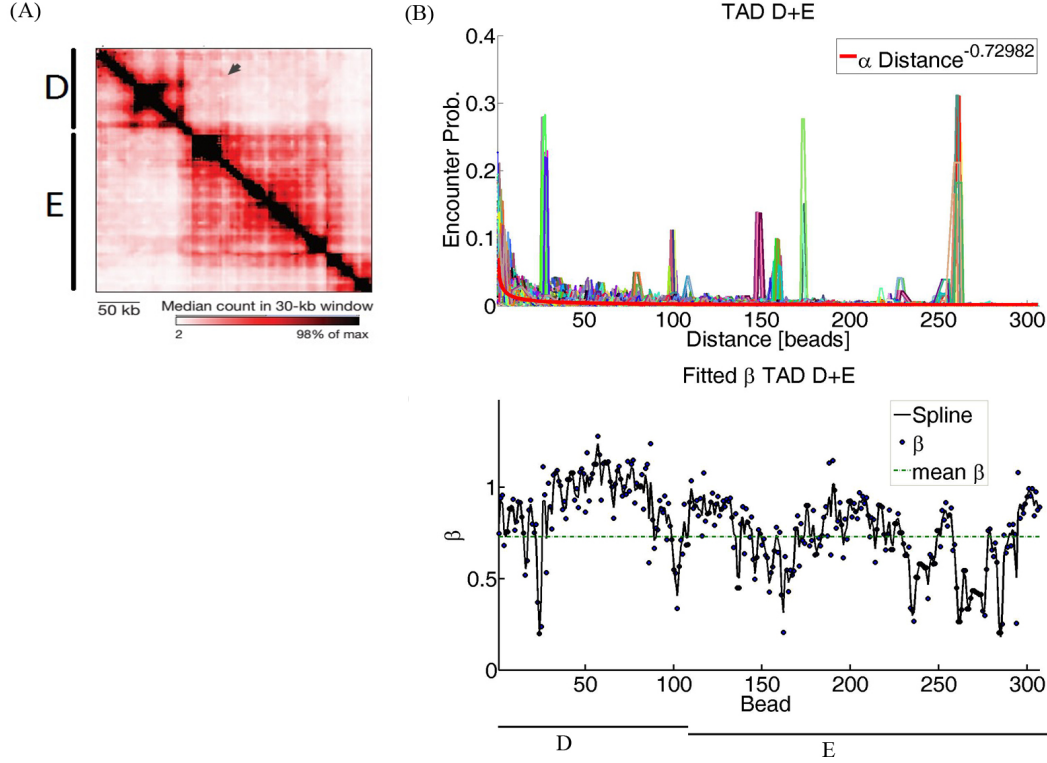 (A)
D
E
50 kb
Median count in 30-kb window
2
98% of max
(B)
TAD D+E
α Distance^-0.72982
Encounter Prob.
0.4
0.3
0.2
0.1
0
50
100
150
200
250
300
Distance [beads]
Fitted β TAD D+E
Spline
β
mean β
β
1
0.5
0
50
100
150
200
250
300
Bead
D
E